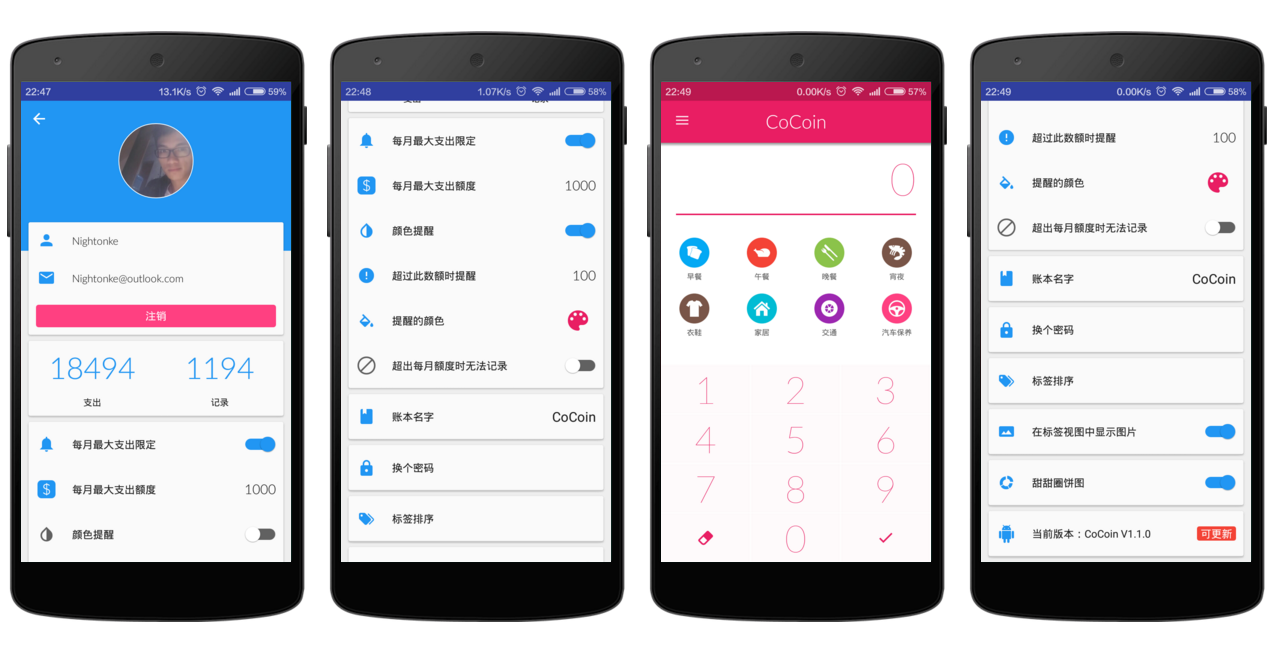 22:47 13.1K/s 59%
Nightonke
Nightonke@outlook.com
注销
18494 1194
支出 记录
每月最大支出限定
每月最大支出额度 1000
颜色提醒
22:48 1.07K/s 58%
每月最大支出限定
每月最大支出额度 1000
颜色提醒
超过此数额时提醒 100
提醒的颜色
超出每月额度时无法记录
账本名字 CoCoin
换个密码
标签排序
22:49 0.00K/s 57%
CoCoin
0
早餐 午餐 晚餐 宵夜
衣鞋 家居 交通 汽车保养
1 2 3
4 5 6
7 8 9
0
22:49 0.00K/s 58%
超过此数额时提醒 100
提醒的颜色
超出每月额度时无法记录
账本名字 CoCoin
换个密码
标签排序
在标签视图中显示图片
甜甜圈饼图
当前版本：CoCoin V1.1.0 可更新